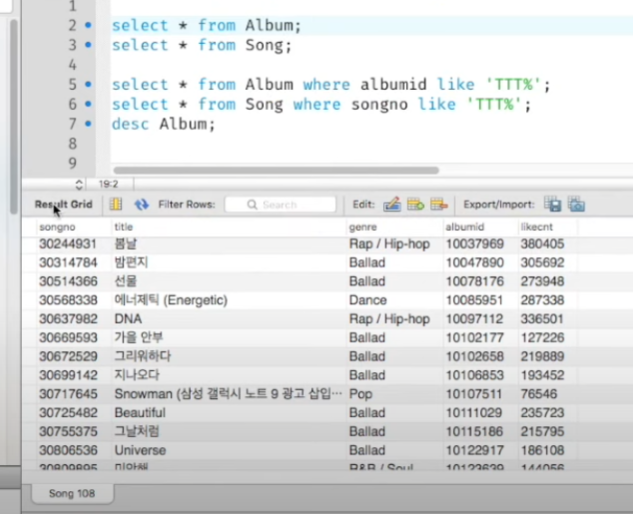 1
2 select * from Album;
3 select * from Song;
4
5 select * from Album where albumid like 'TTT%';
6 select * from Song where songno like 'TTT%';
7 desc Album;
8
9
19:2
Result Grid Filter Rows: Search Edit: Export/Import:
songno title genre albumid likecnt
30244931 봄날 Rap / Hip-hop 10037969 380405
30314784 밤편지 Ballad 10047890 305692
30514366 선물 Ballad 10078176 273948
30568338 에너제틱 (Energetic) Dance 10085951 287338
30637982 DNA Rap / Hip-hop 10097112 336501
30669593 가을 안부 Ballad 10102177 127226
30672529 그리워하다 Ballad 10102658 219889
30699142 지나오다 Ballad 10106853 193452
30717645 Snowman (삼성 갤럭시 노트 9 광고 삽입… Pop 10107511 76546
30725482 Beautiful Ballad 10111029 235723
30755375 그날처럼 Ballad 10115186 215795
30806536 Universe Ballad 10122917 186108
30809895 미안해 R&B / Soul 10123639 144056
Song 108